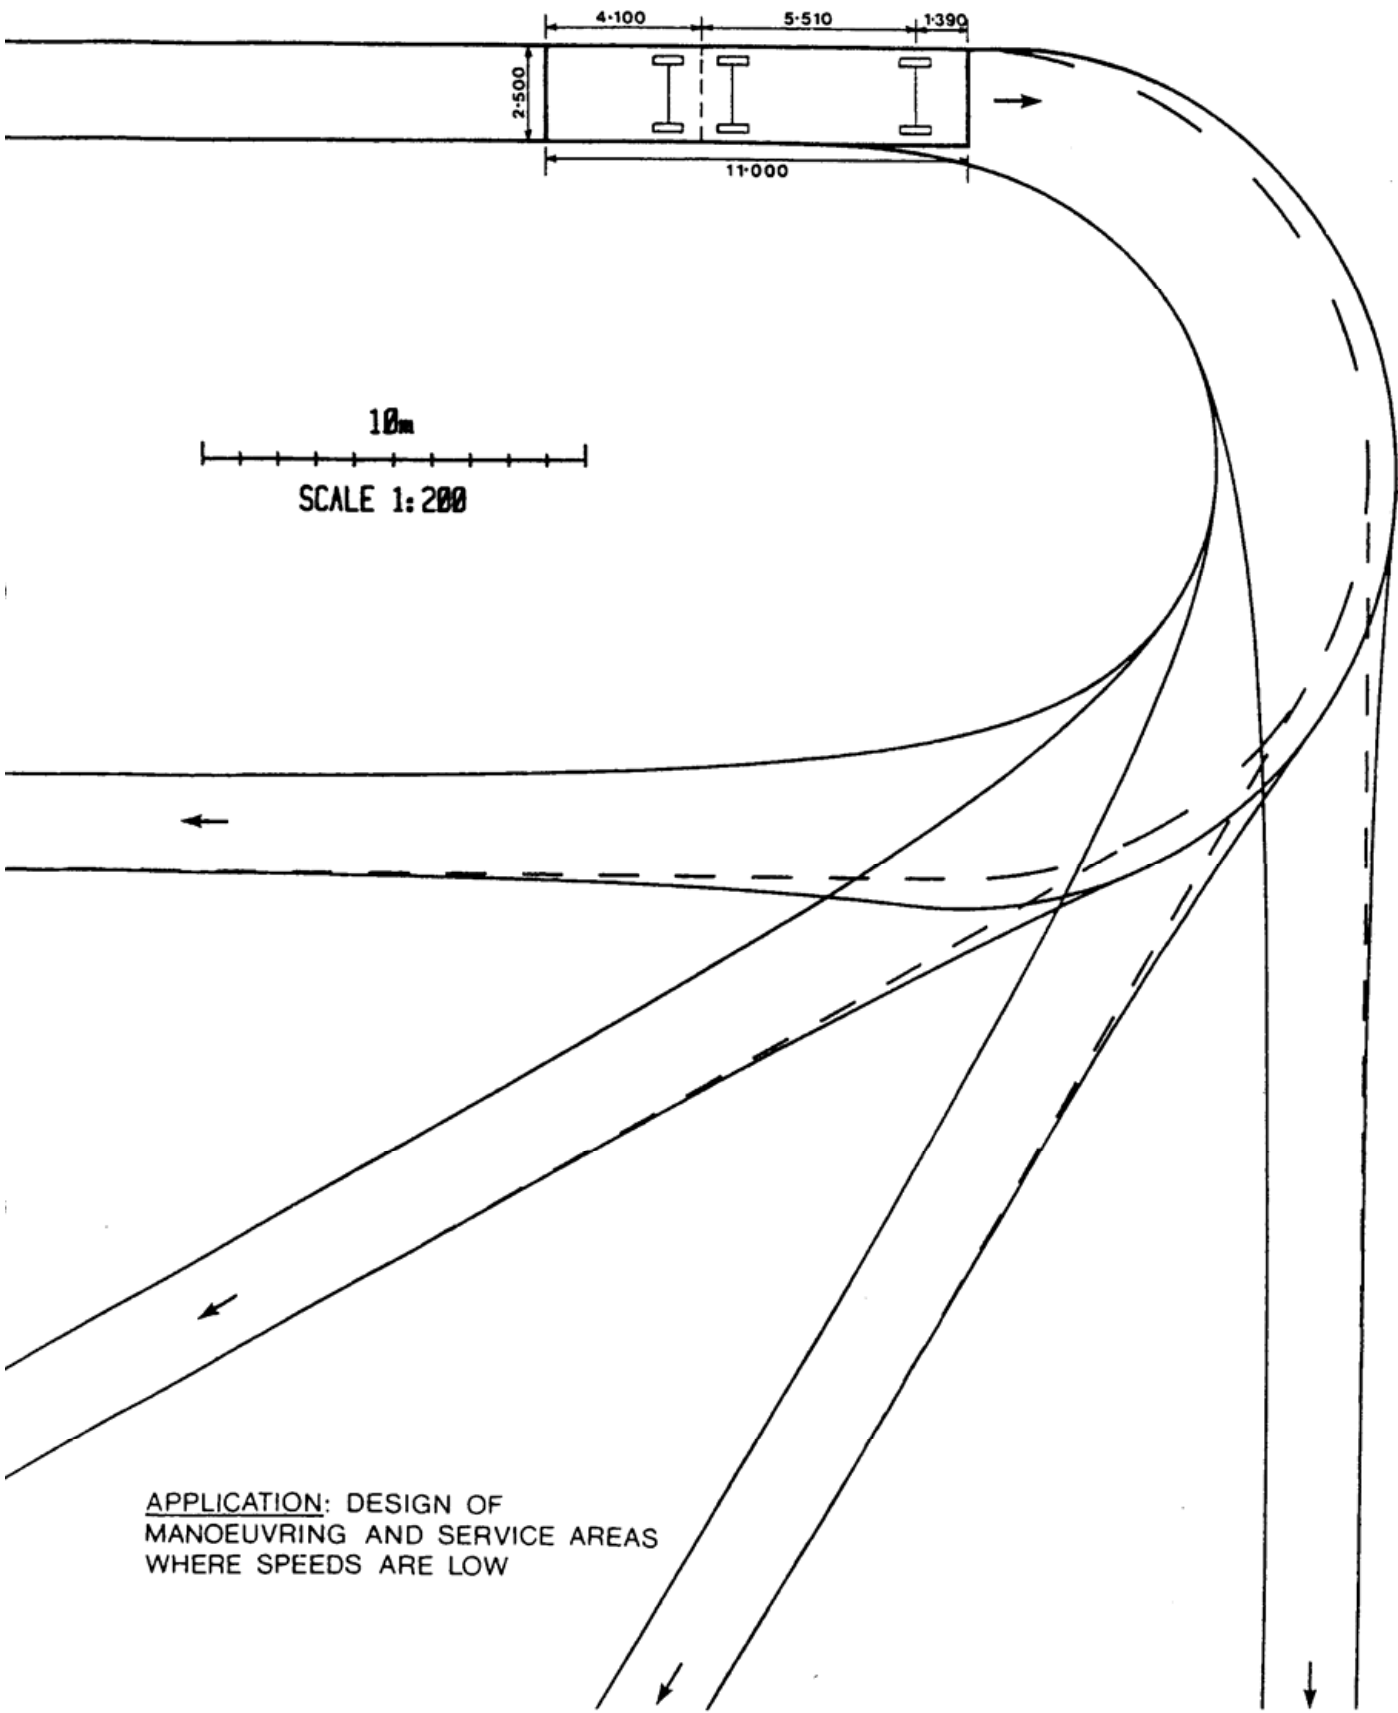 4·100 5·510 1·390
2·500
11·000
10m
SCALE 1:200
APPLICATION: DESIGN OF
MANOEUVRING AND SERVICE AREAS
WHERE SPEEDS ARE LOW